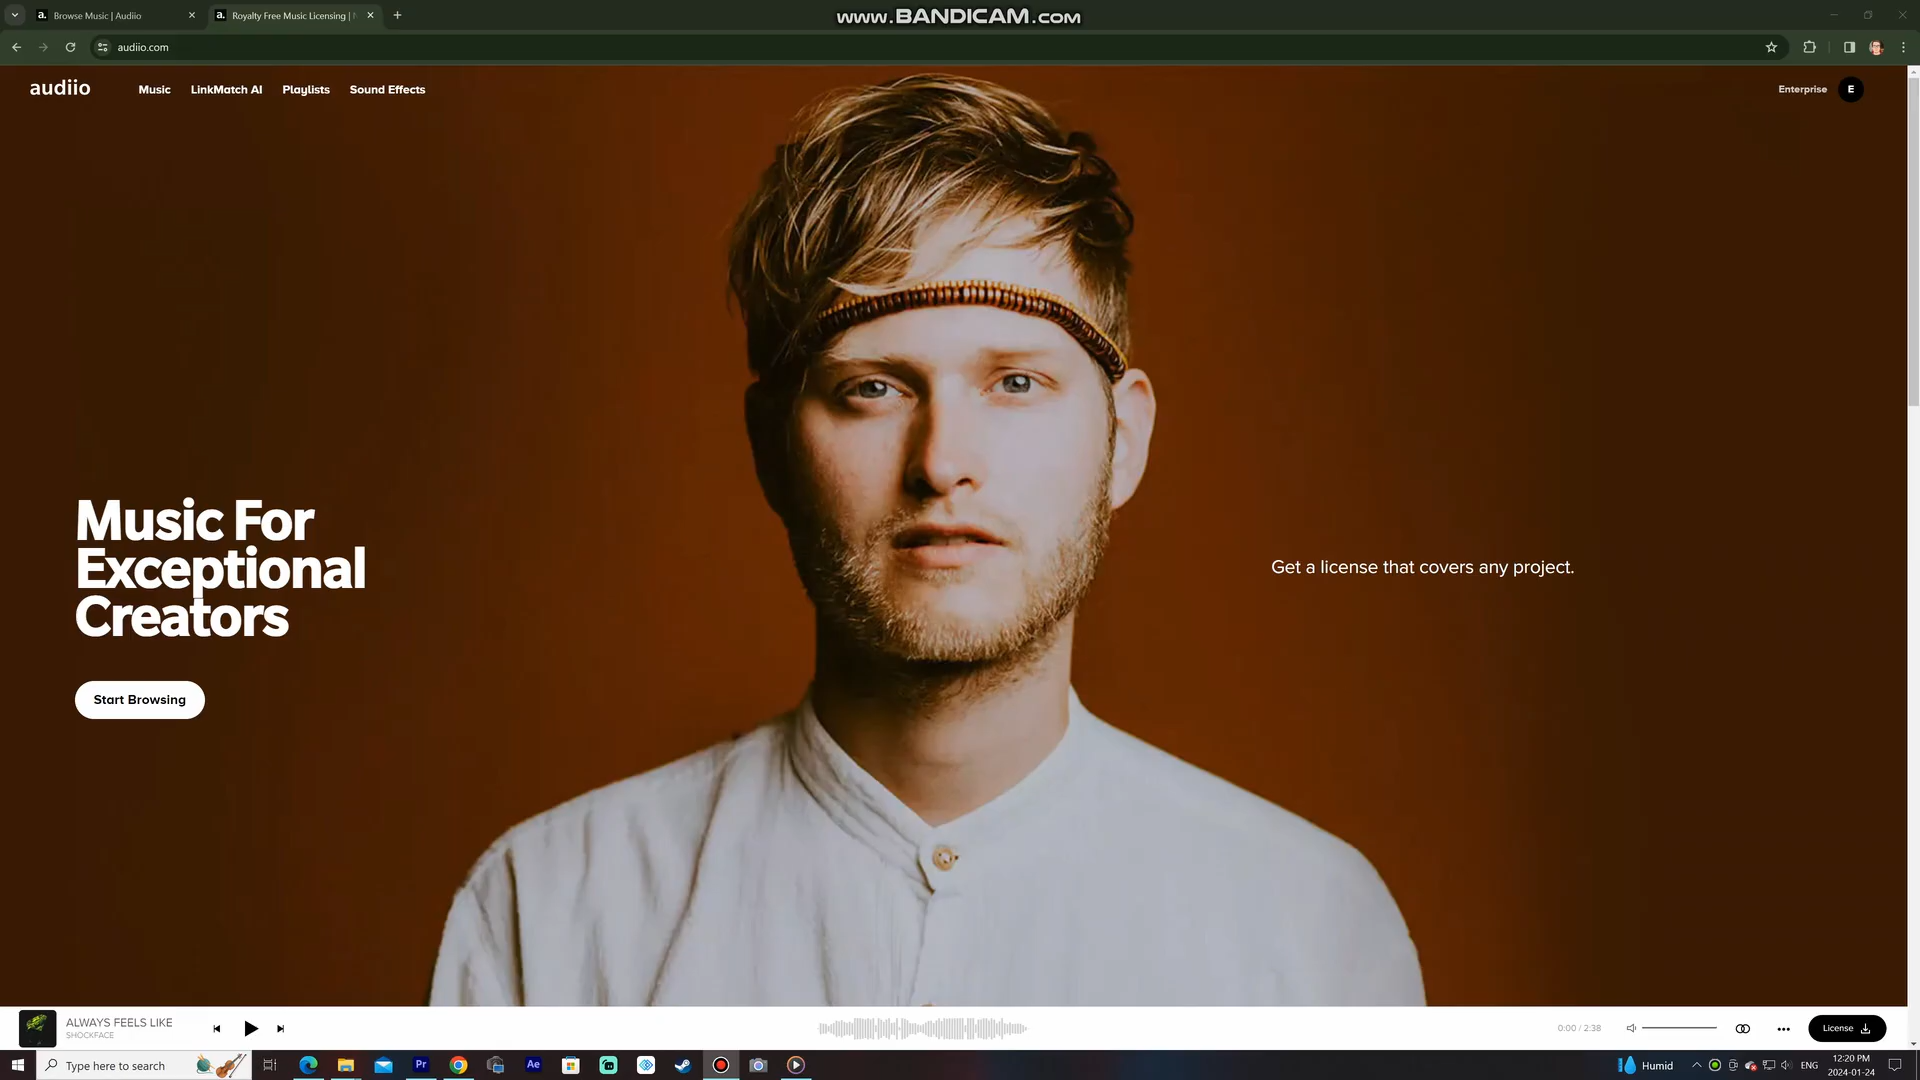 www.BANDICAM.com
a. Browse Music | Audiio
a. Royalty Free Music Licensing |
audiio.com
audiio
Music LinkMatch AI Playlists Sound Effects
Enterprise E
Music For
Exceptional
Creators
Get a license that covers any project.
Start Browsing
ALWAYS FEELS LIKE
SHOCKFACE
0:00 / 2:38
License
Type here to search
Pr
Ae
Humid
ENG
12:20 PM
2024-01-24